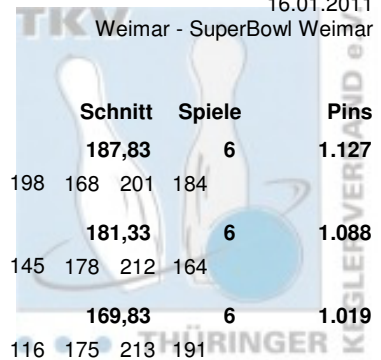 16.01.2011
Weimar - SuperBowl Weimar
TKV
Schnitt Spiele Pins
187,83 6 1.127
198 168 201 184
181,33 6 1.088
145 178 212 164
169,83 6 1.019
116 175 213 191
THÜRINGER
KEGLERVERBAND e.V.